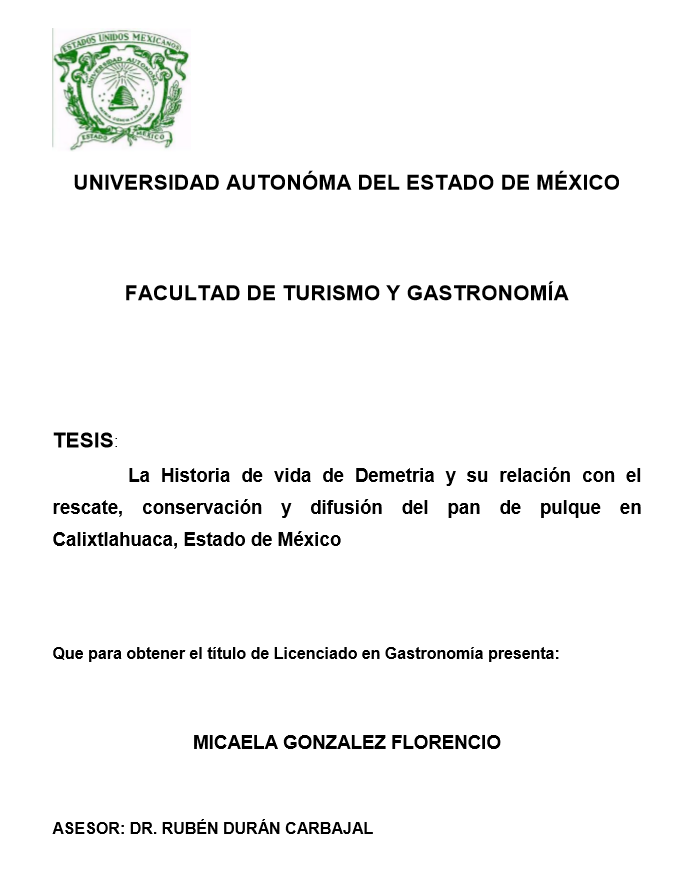 ESTADOS UNIDOS MEXICANOS
UNIVERSIDAD AUTONOMA
ESTADO MÉXICO
UNIVERSIDAD AUTONÓMA DEL ESTADO DE MÉXICO
FACULTAD DE TURISMO Y GASTRONOMÍA
TESIS:
La Historia de vida de Demetria y su relación con el
rescate, conservación y difusión del pan de pulque en
Calixtlahuaca, Estado de México
Que para obtener el título de Licenciado en Gastronomía presenta:
MICAELA GONZALEZ FLORENCIO
ASESOR: DR. RUBÉN DURÁN CARBAJAL